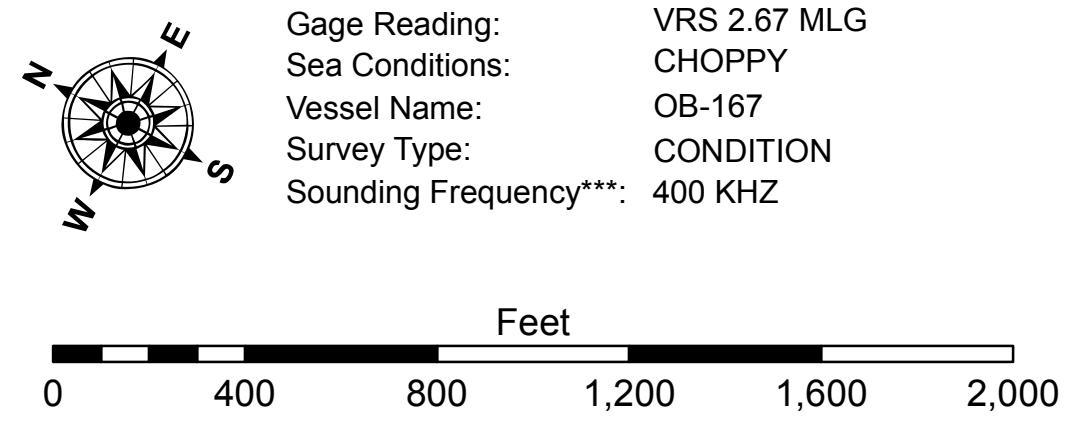 N E S W
Gage Reading: VRS 2.67 MLG
Sea Conditions: CHOPPY
Vessel Name: OB-167
Survey Type: CONDITION
Sounding Frequency***: 400 KHZ
Feet
0 400 800 1,200 1,600 2,000